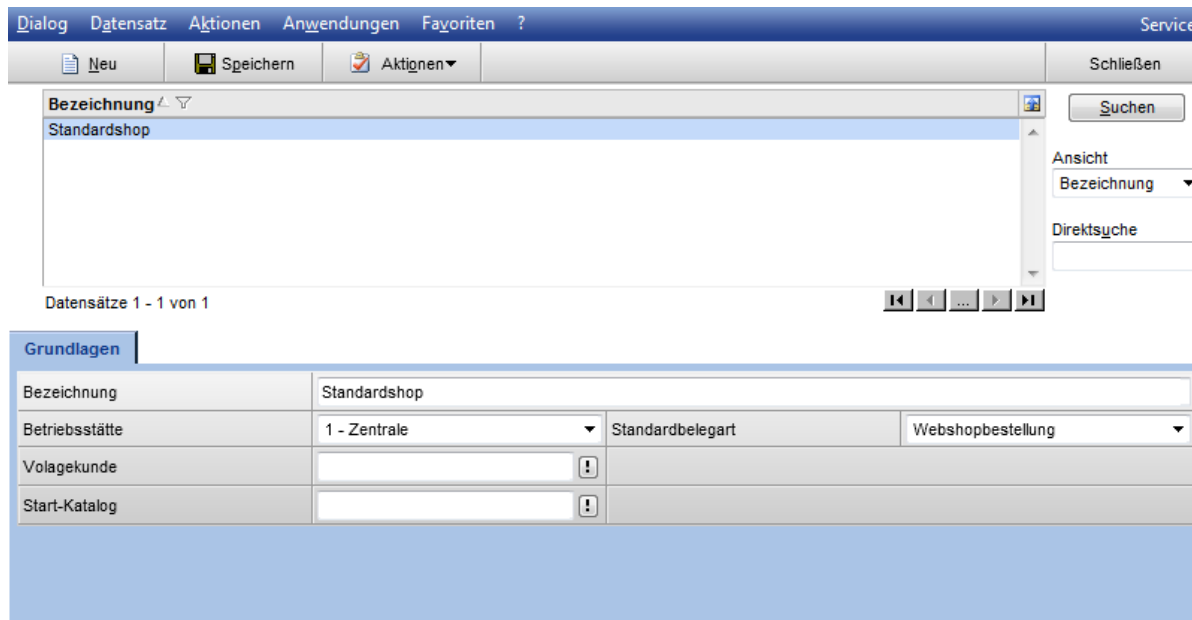 Dialog Datensatz Aktionen Anwendungen Favoriten ? Service
Neu Speichern Aktionen Schließen
Bezeichnung
Suchen
Standardshop
Ansicht
Bezeichnung
Direktsuche
Datensätze 1 - 1 von 1
...
Grundlagen
Bezeichnung Standardshop
Betriebsstätte 1 - Zentrale Standardbelegart Webshopbestellung
Volagekunde !
Start-Katalog !